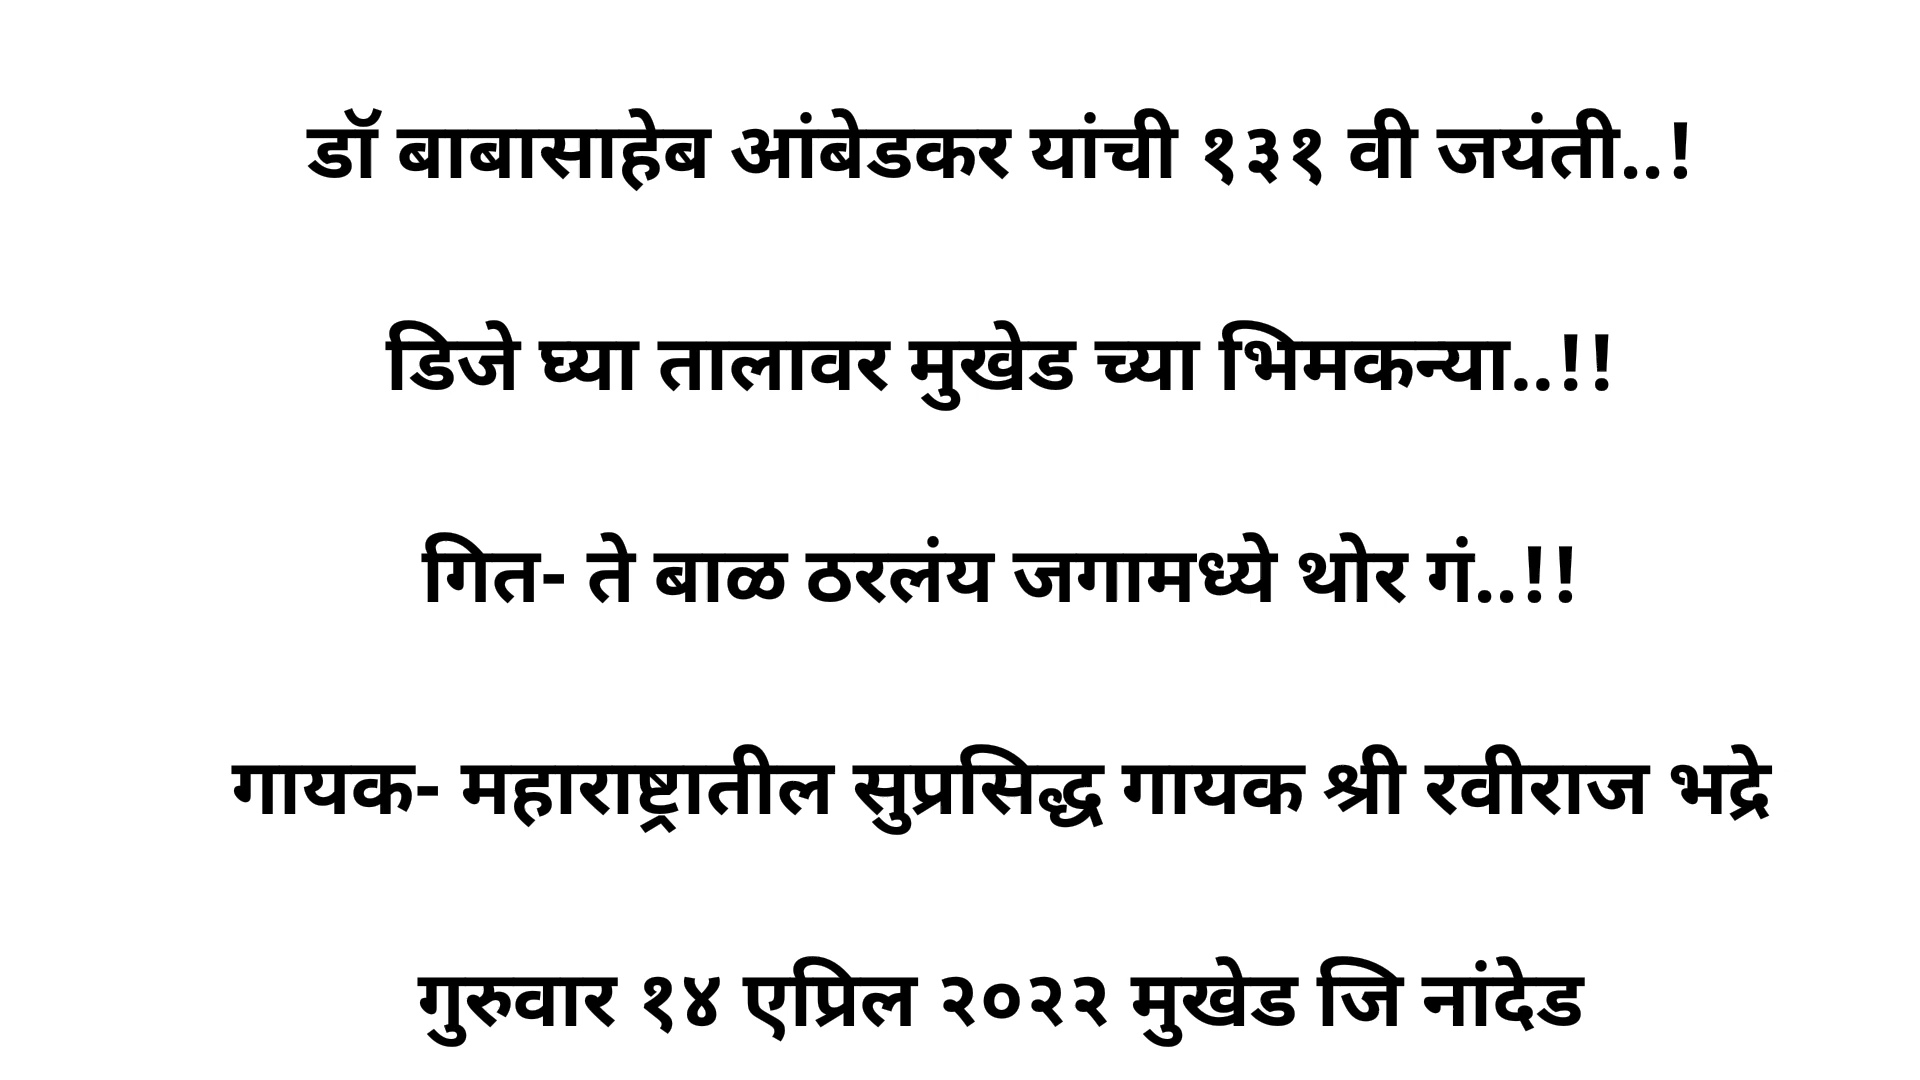 डॉ बाबासाहेब आंबेडकर यांची १३१ वी जयंती..!
डिजे घ्या तालावर मुखेड च्या भिमकन्या..!!
गित- ते बाळ ठरलंय जगामध्ये थोर गं..!!
गायक- महाराष्ट्रातील सुप्रसिद्ध गायक श्री रवीराज भद्रे
गुरुवार १४ एप्रिल २०२२ मुखेड जि नांदेड